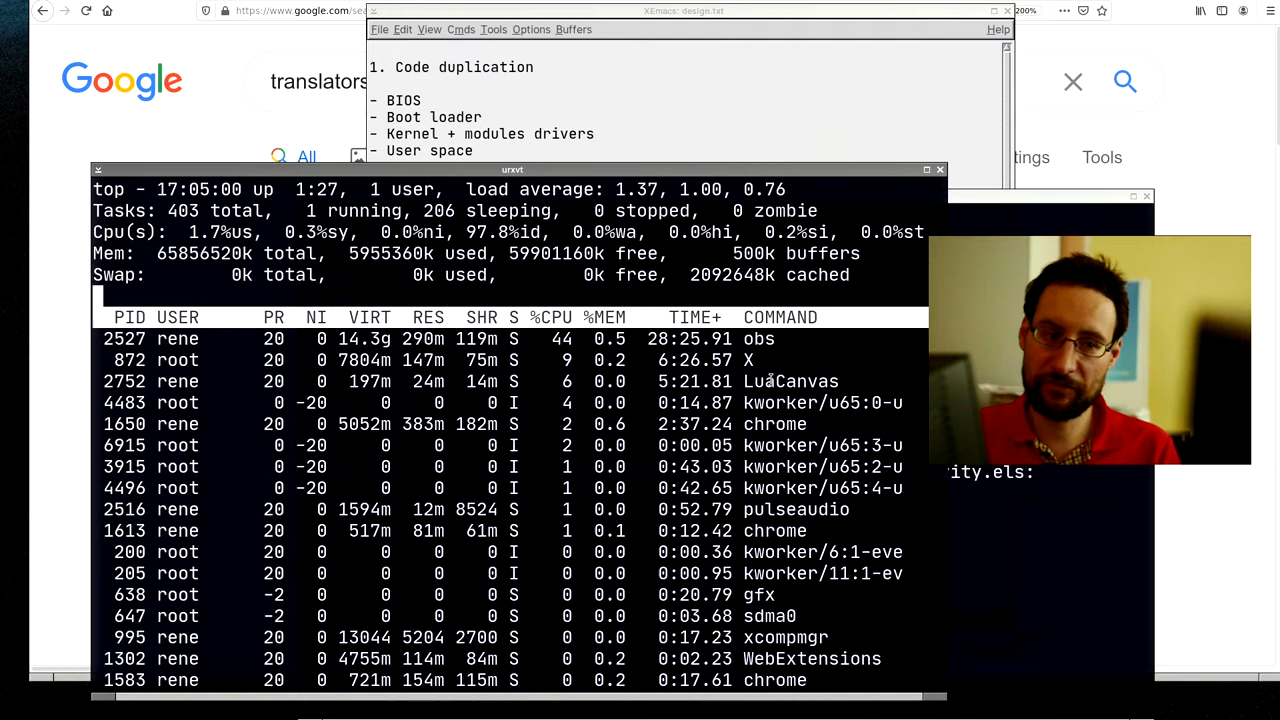 https://www.google.com/sea
XEmacs: design.txt
200%
File Edit View Cmds Tools Options Buffers Help
Google
translators
1. Code duplication
- BIOS
- Boot loader
- Kernel + modules drivers
- User space
All
ttings Tools
urxvt
top - 17:05:00 up 1:27, 1 user, load average: 1.37, 1.00, 0.76
Tasks: 403 total, 1 running, 206 sleeping, 0 stopped, 0 zombie
Cpu(s): 1.7%us, 0.3%sy, 0.0%ni, 97.8%id, 0.0%wa, 0.0%hi, 0.2%si, 0.0%st
Mem: 65856520k total, 5955360k used, 59901160k free, 500k buffers
Swap: 0k total, 0k used, 0k free, 2092648k cached
PID USER PR NI VIRT RES SHR S %CPU %MEM TIME+ COMMAND
2527 rene 20 0 14.3g 290m 119m S 44 0.5 28:25.91 obs
872 rene 20 0 7804m 147m 75m S 9 0.2 6:26.57 X
2752 rene 20 0 197m 24m 14m S 6 0.0 5:21.81 LuaCanvas
4483 root 0 -20 0 0 0 I 4 0.0 0:14.87 kworker/u65:0-u
1650 rene 20 0 5052m 383m 182m S 2 0.6 2:37.24 chrome
6915 root 0 -20 0 0 0 I 2 0.0 0:00.05 kworker/u65:3-u
3915 root 0 -20 0 0 0 I 1 0.0 0:43.03 kworker/u65:2-u
4496 root 0 -20 0 0 0 I 1 0.0 0:42.65 kworker/u65:4-u
2516 rene 20 0 1594m 12m 8524 S 1 0.0 0:52.79 pulseaudio
1613 rene 20 0 517m 81m 61m S 1 0.1 0:12.42 chrome
200 root 20 0 0 0 0 I 0 0.0 0:00.36 kworker/6:1-eve
205 root 20 0 0 0 0 I 0 0.0 0:00.95 kworker/11:1-ev
638 root -2 0 0 0 0 S 0 0.0 0:20.79 gfx
647 root -2 0 0 0 0 S 0 0.0 0:03.68 sdma0
995 rene 20 0 13044 5204 2700 S 0 0.0 0:17.23 xcompmgr
1302 rene 20 0 4755m 114m 84m S 0 0.2 0:02.23 WebExtensions
1583 rene 20 0 721m 154m 115m S 0 0.2 0:17.61 chrome
ity.els: